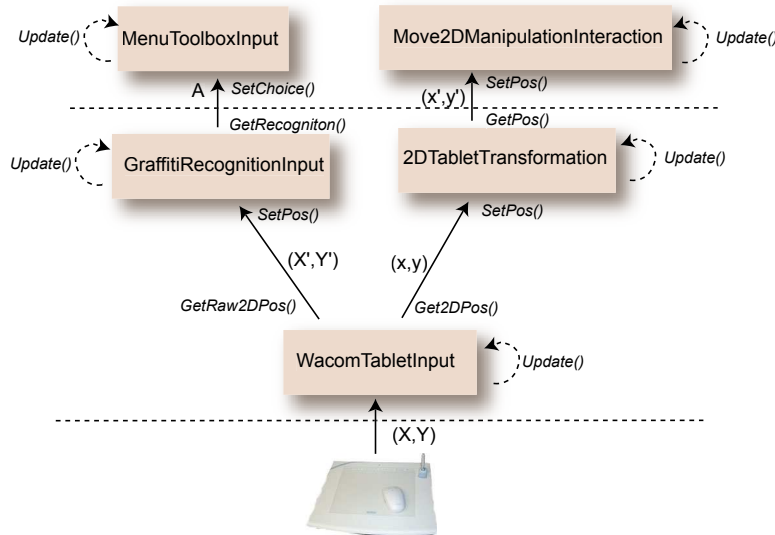 Update()
MenuToolboxInput
Move2DManipulationInteraction
Update()
A
SetChoice()
(x',y')
SetPos()
GetRecogniton()
GetPos()
Update()
GraffitiRecognitionInput
2DTabletTransformation
Update()
SetPos()
SetPos()
(X',Y')
(x,y)
GetRaw2DPos()
Get2DPos()
WacomTabletInput
Update()
(X,Y)